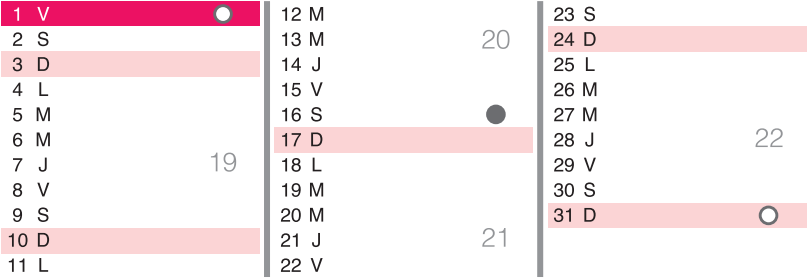 1 V
2 S
3 D
4 L
5 M
6 M
7 J 19
8 V
9 S
10 D
11 L
12 M
13 M 20
14 J
15 V
16 S
17 D
18 L
19 M
20 M
21 J 21
22 V
23 S
24 D
25 L
26 M
27 M
28 J 22
29 V
30 S
31 D